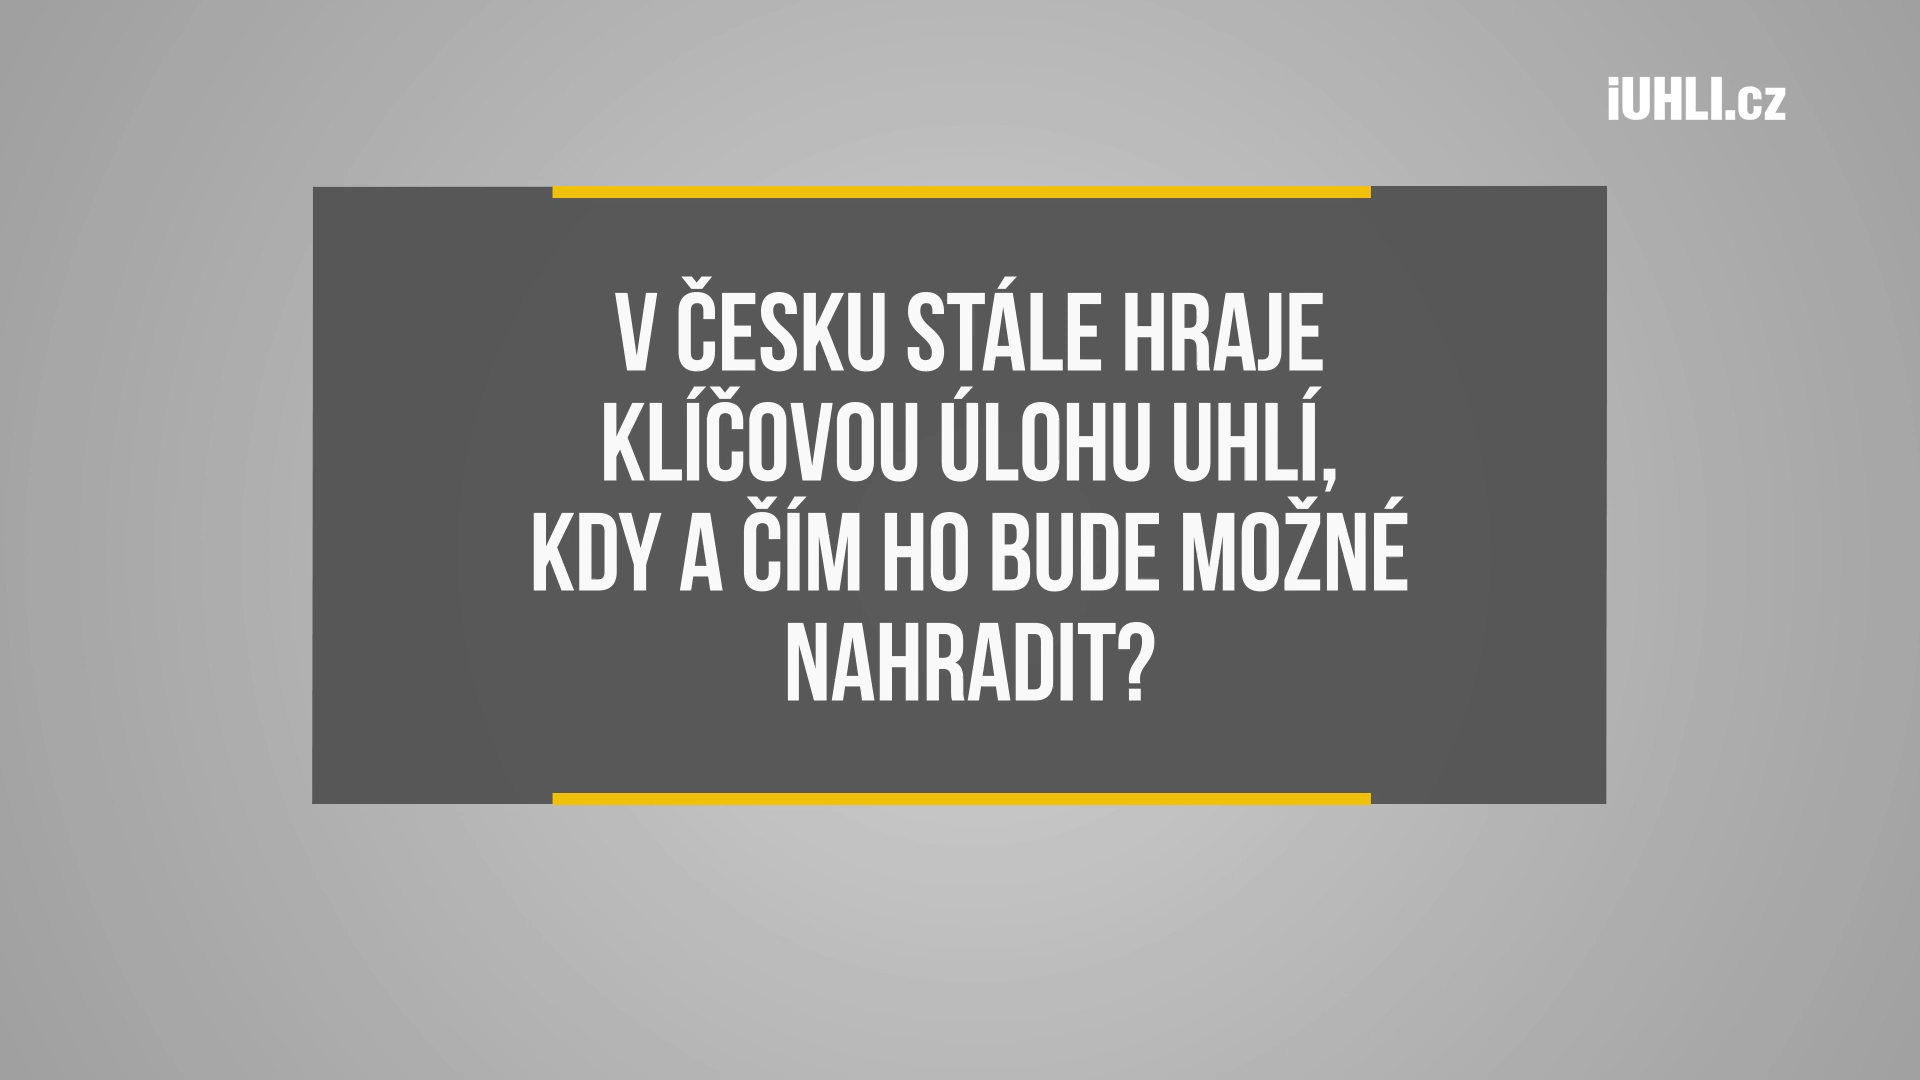 iUHLI.cz
V ČESKU STÁLE HRAJE
KLÍČOVOU ÚLOHU UHLÍ,
KDY A ČÍM HO BUDE MOŽNÉ
NAHRADIT?